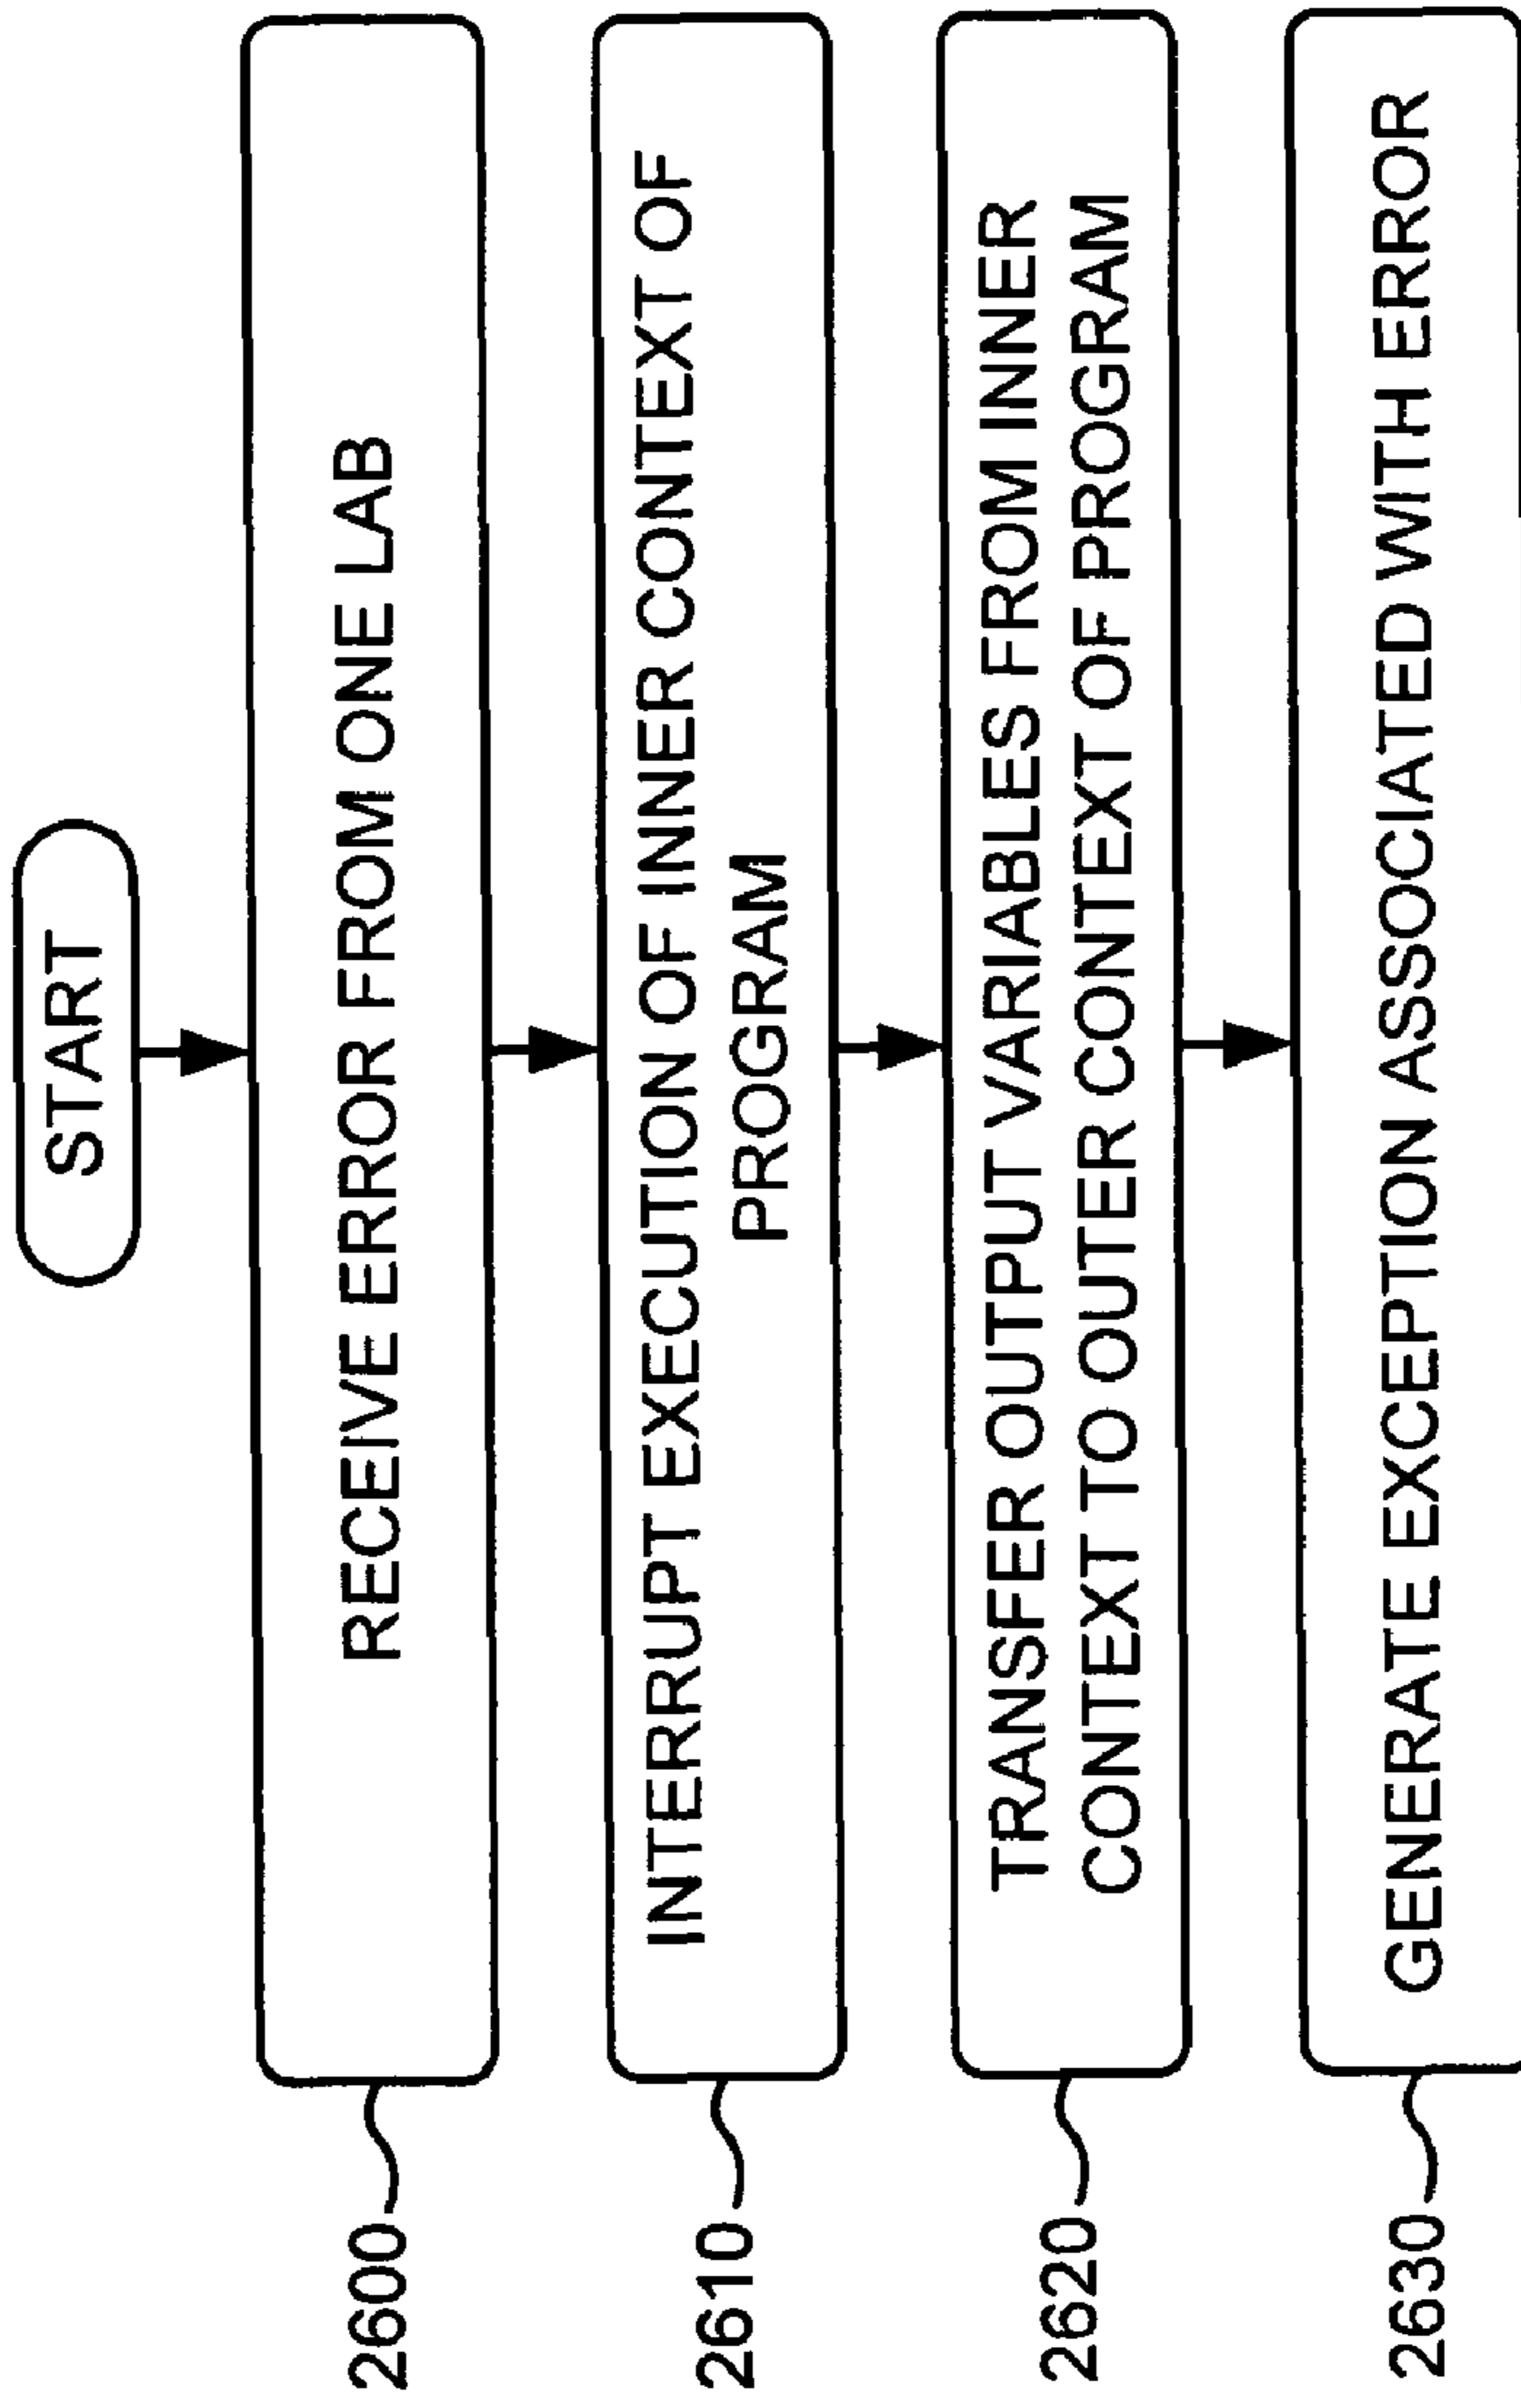 START
RECEIVE ERROR FROM ONE LAB
2600
INTERRUPT EXECUTION OF INNER CONTEXT OF
PROGRAM
2610
TRANSFER OUTPUT VARIABLES FROM INNER
CONTEXT TO OUTER CONTEXT OF PROGRAM
2620
GENERATE EXCEPTION ASSOCIATED WITH ERROR
2630